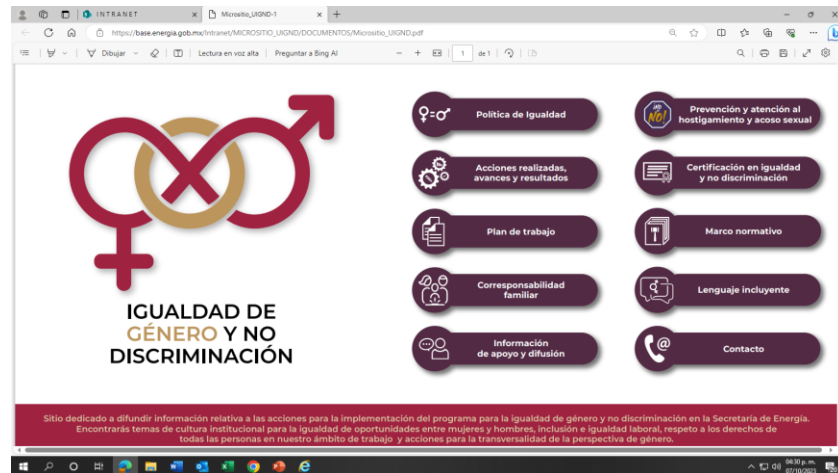 INTRANET
Micrositio_UIGND-1
https://base.energia.gob.mx/Intranet/MICROSITIO_UIGND/DOCUMENTOS/Micrositio_UIGND.pdf
Dibujar
Lectura en voz alta
Preguntar a Bing AI
1
de 1
IGUALDAD DE
GÉNERO Y NO
DISCRIMINACIÓN
Política de Igualdad
Acciones realizadas,
avances y resultados
Plan de trabajo
Corresponsabilidad
familiar
Información
de apoyo y difusión
NO!
Prevención y atención al
hostigamiento y acoso sexual
Certificación en igualdad
y no discriminación
Marco normativo
Lenguaje incluyente
Contacto
Sitio dedicado a difundir información relativa a las acciones para la implementación del programa para la igualdad de género y no discriminación en la Secretaría de Energía.
Encontrarás temas de cultura institucional para la igualdad de oportunidades entre mujeres y hombres, inclusión e igualdad laboral, respeto a los derechos de
todas las personas en nuestro ámbito de trabajo y acciones para la transversalidad de la perspectiva de género.
04:30 p. m.
07/10/2023